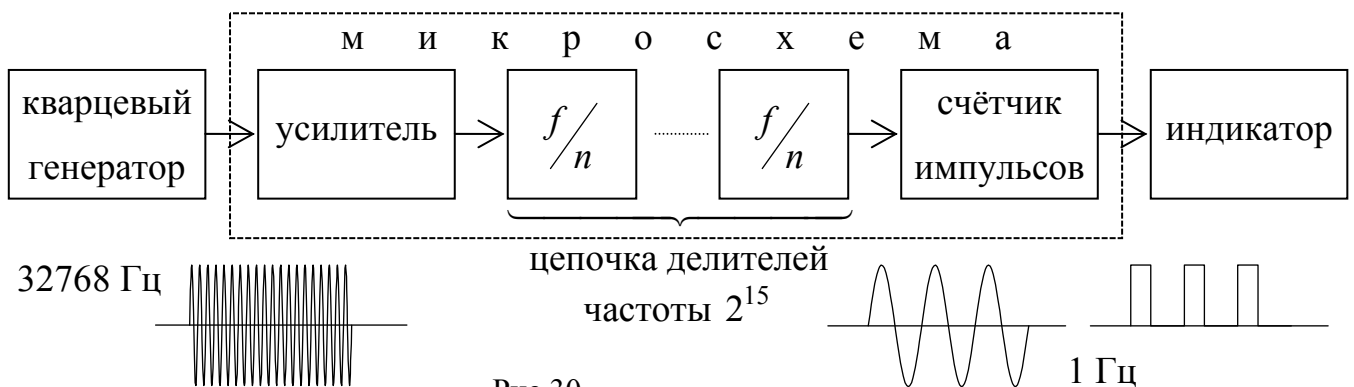 м и к р о с х е м а
кварцевый
генератор
усилитель
f/n
f/n
счётчик
импульсов
индикатор
цепочка делителей
частоты 2^15
32768 Гц
1 Гц
Рис 30